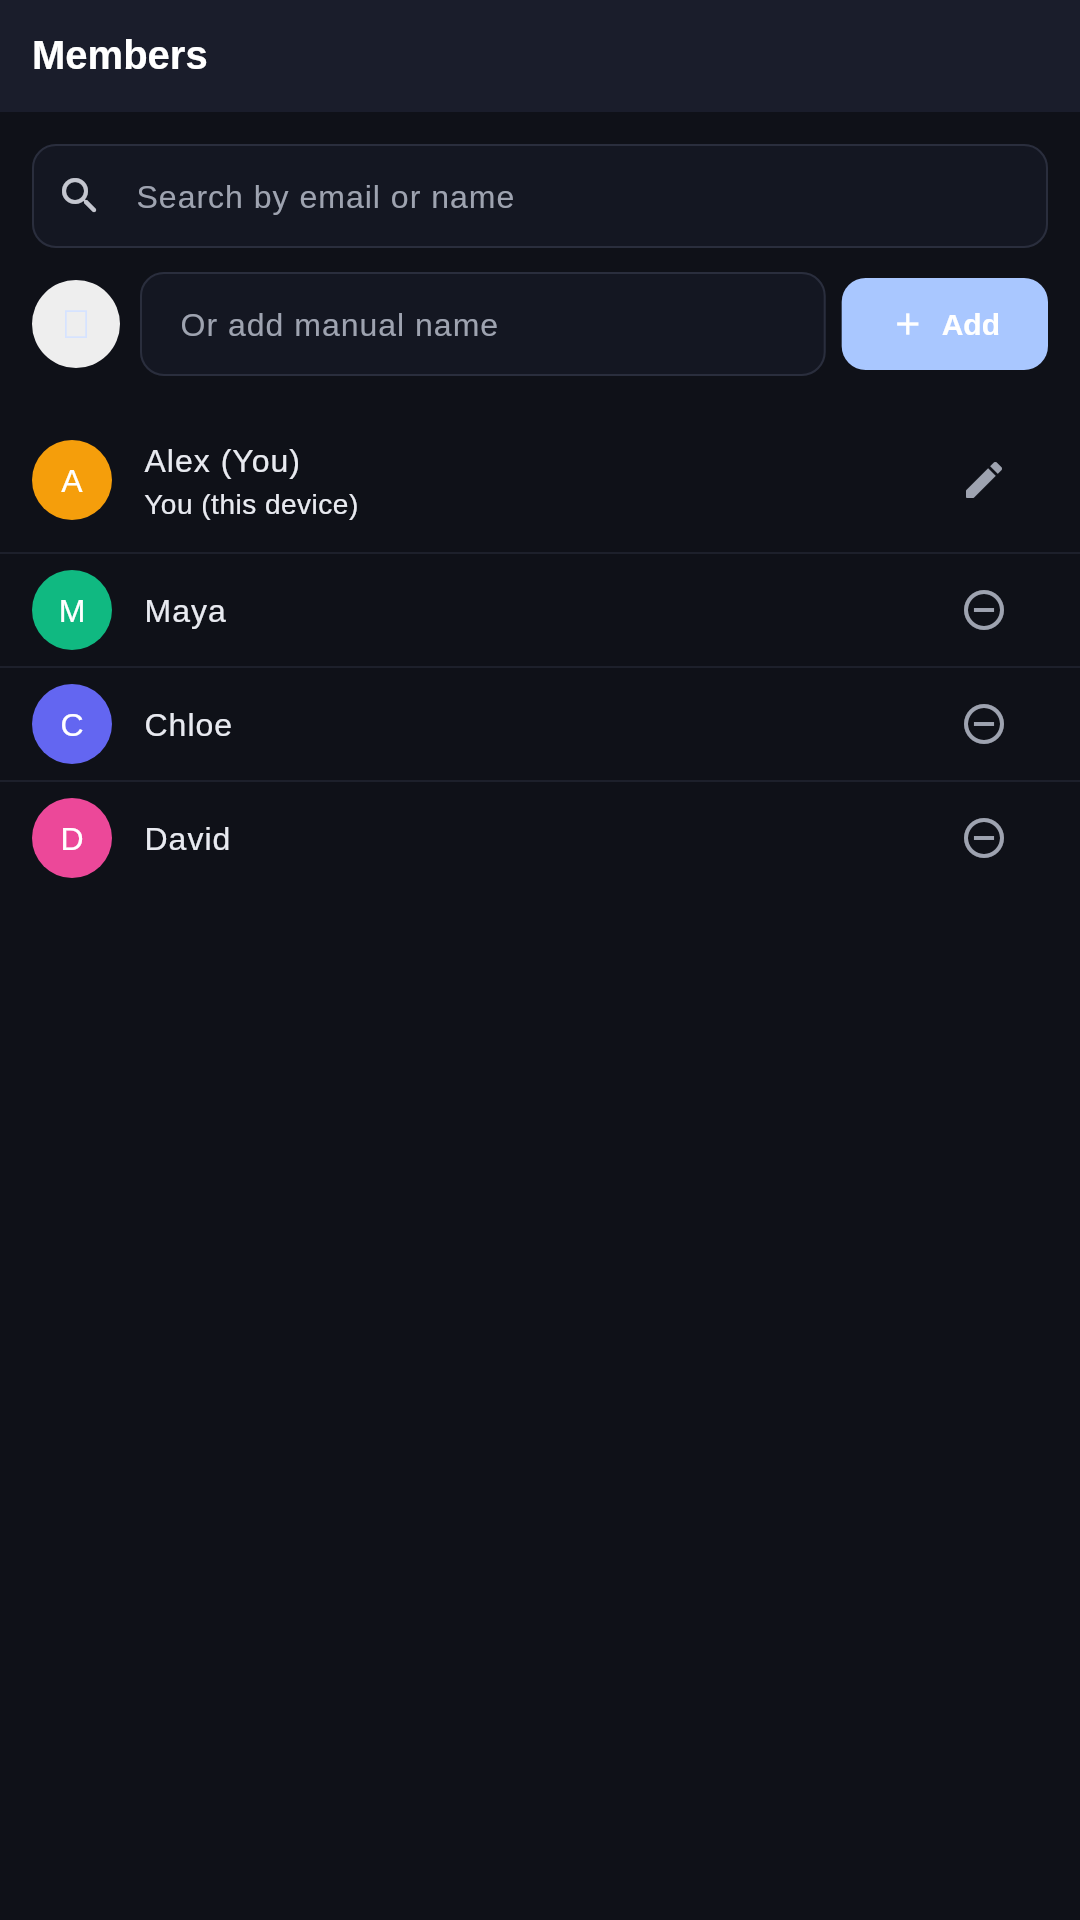 Members
Search by email or name
Or add manual name
+ Add
A
Alex (You)
You (this device)
M
Maya
C
Chloe
D
David